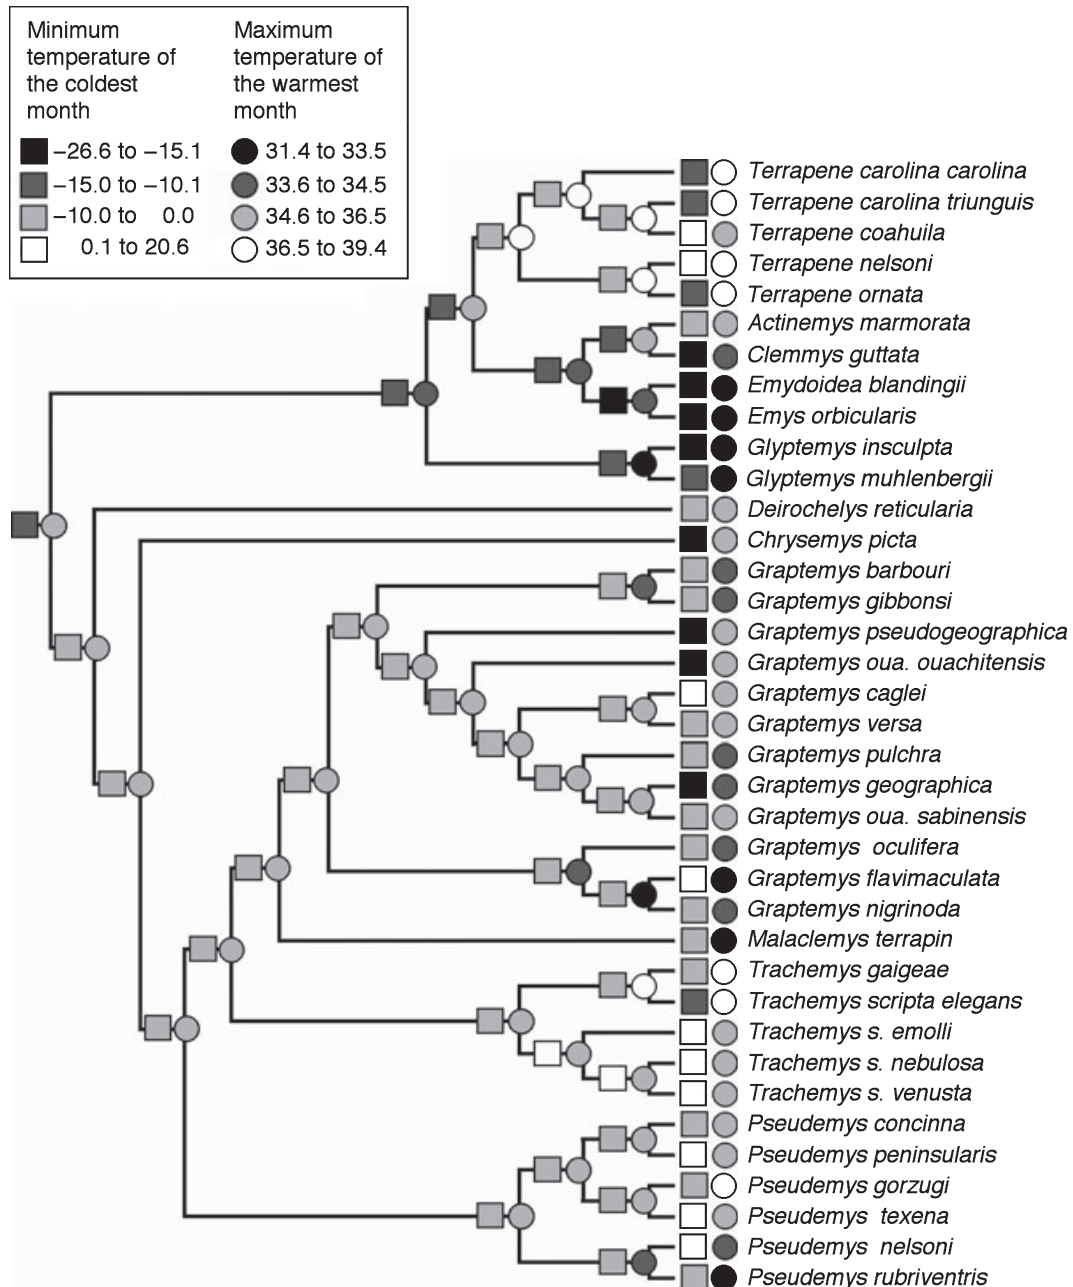 Minimum
temperature of
the coldest
month
−26.6 to −15.1
−15.0 to −10.1
−10.0 to 0.0
0.1 to 20.6
Maximum
temperature of
the warmest
month
31.4 to 33.5
33.6 to 34.5
34.6 to 36.5
36.5 to 39.4
Terrapene carolina carolina
Terrapene carolina triunguis
Terrapene coahuila
Terrapene nelsoni
Terrapene ornata
Actinemys marmorata
Clemmys guttata
Emydoidea blandingii
Emys orbicularis
Glyptemys insculpta
Glyptemys muhlenbergii
Deirochelys reticularia
Chrysemys picta
Graptemys barbouri
Graptemys gibbonsi
Graptemys pseudogeographica
Graptemys oua. ouachitensis
Graptemys caglei
Graptemys versa
Graptemys pulchra
Graptemys geographica
Graptemys oua. sabinensis
Graptemys oculifera
Graptemys flavimaculata
Graptemys nigrinoda
Malaclemys terrapin
Trachemys gaigeae
Trachemys scripta elegans
Trachemys s. emolli
Trachemys s. nebulosa
Trachemys s. venusta
Pseudemys concinna
Pseudemys peninsularis
Pseudemys gorzugi
Pseudemys texena
Pseudemys nelsoni
Pseudemys rubriventris